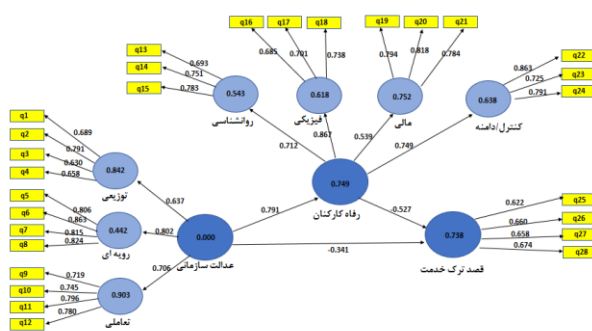 q16
q17
q18
q19
q20
q21
q22
q23
q24
q13
q14
q15
0.685
0.701
0.738
0.794
0.818
0.784
0.863
0.725
0.791
0.693
0.751
0.783
0.543
روانشناسی
0.618
فیزیکی
0.752
مالی
0.638
کنترل/دامنه
0.712
0.867
0.539
0.749
q1
q2
q3
q4
0.689
0.791
0.630
0.658
0.842
توزیعی
0.749
رفاه کارکنان
q5
q6
q7
q8
0.806
0.863
0.815
0.824
0.442
رویه ای
0.637
0.802
0.706
0.791
-0.527
-0.341
0.000
عدالت سازمانی
0.738
قصد ترک خدمت
q25
q26
q27
q28
0.622
0.660
0.658
0.674
q9
q10
q11
q12
0.719
0.745
0.796
0.780
0.903
تعاملی